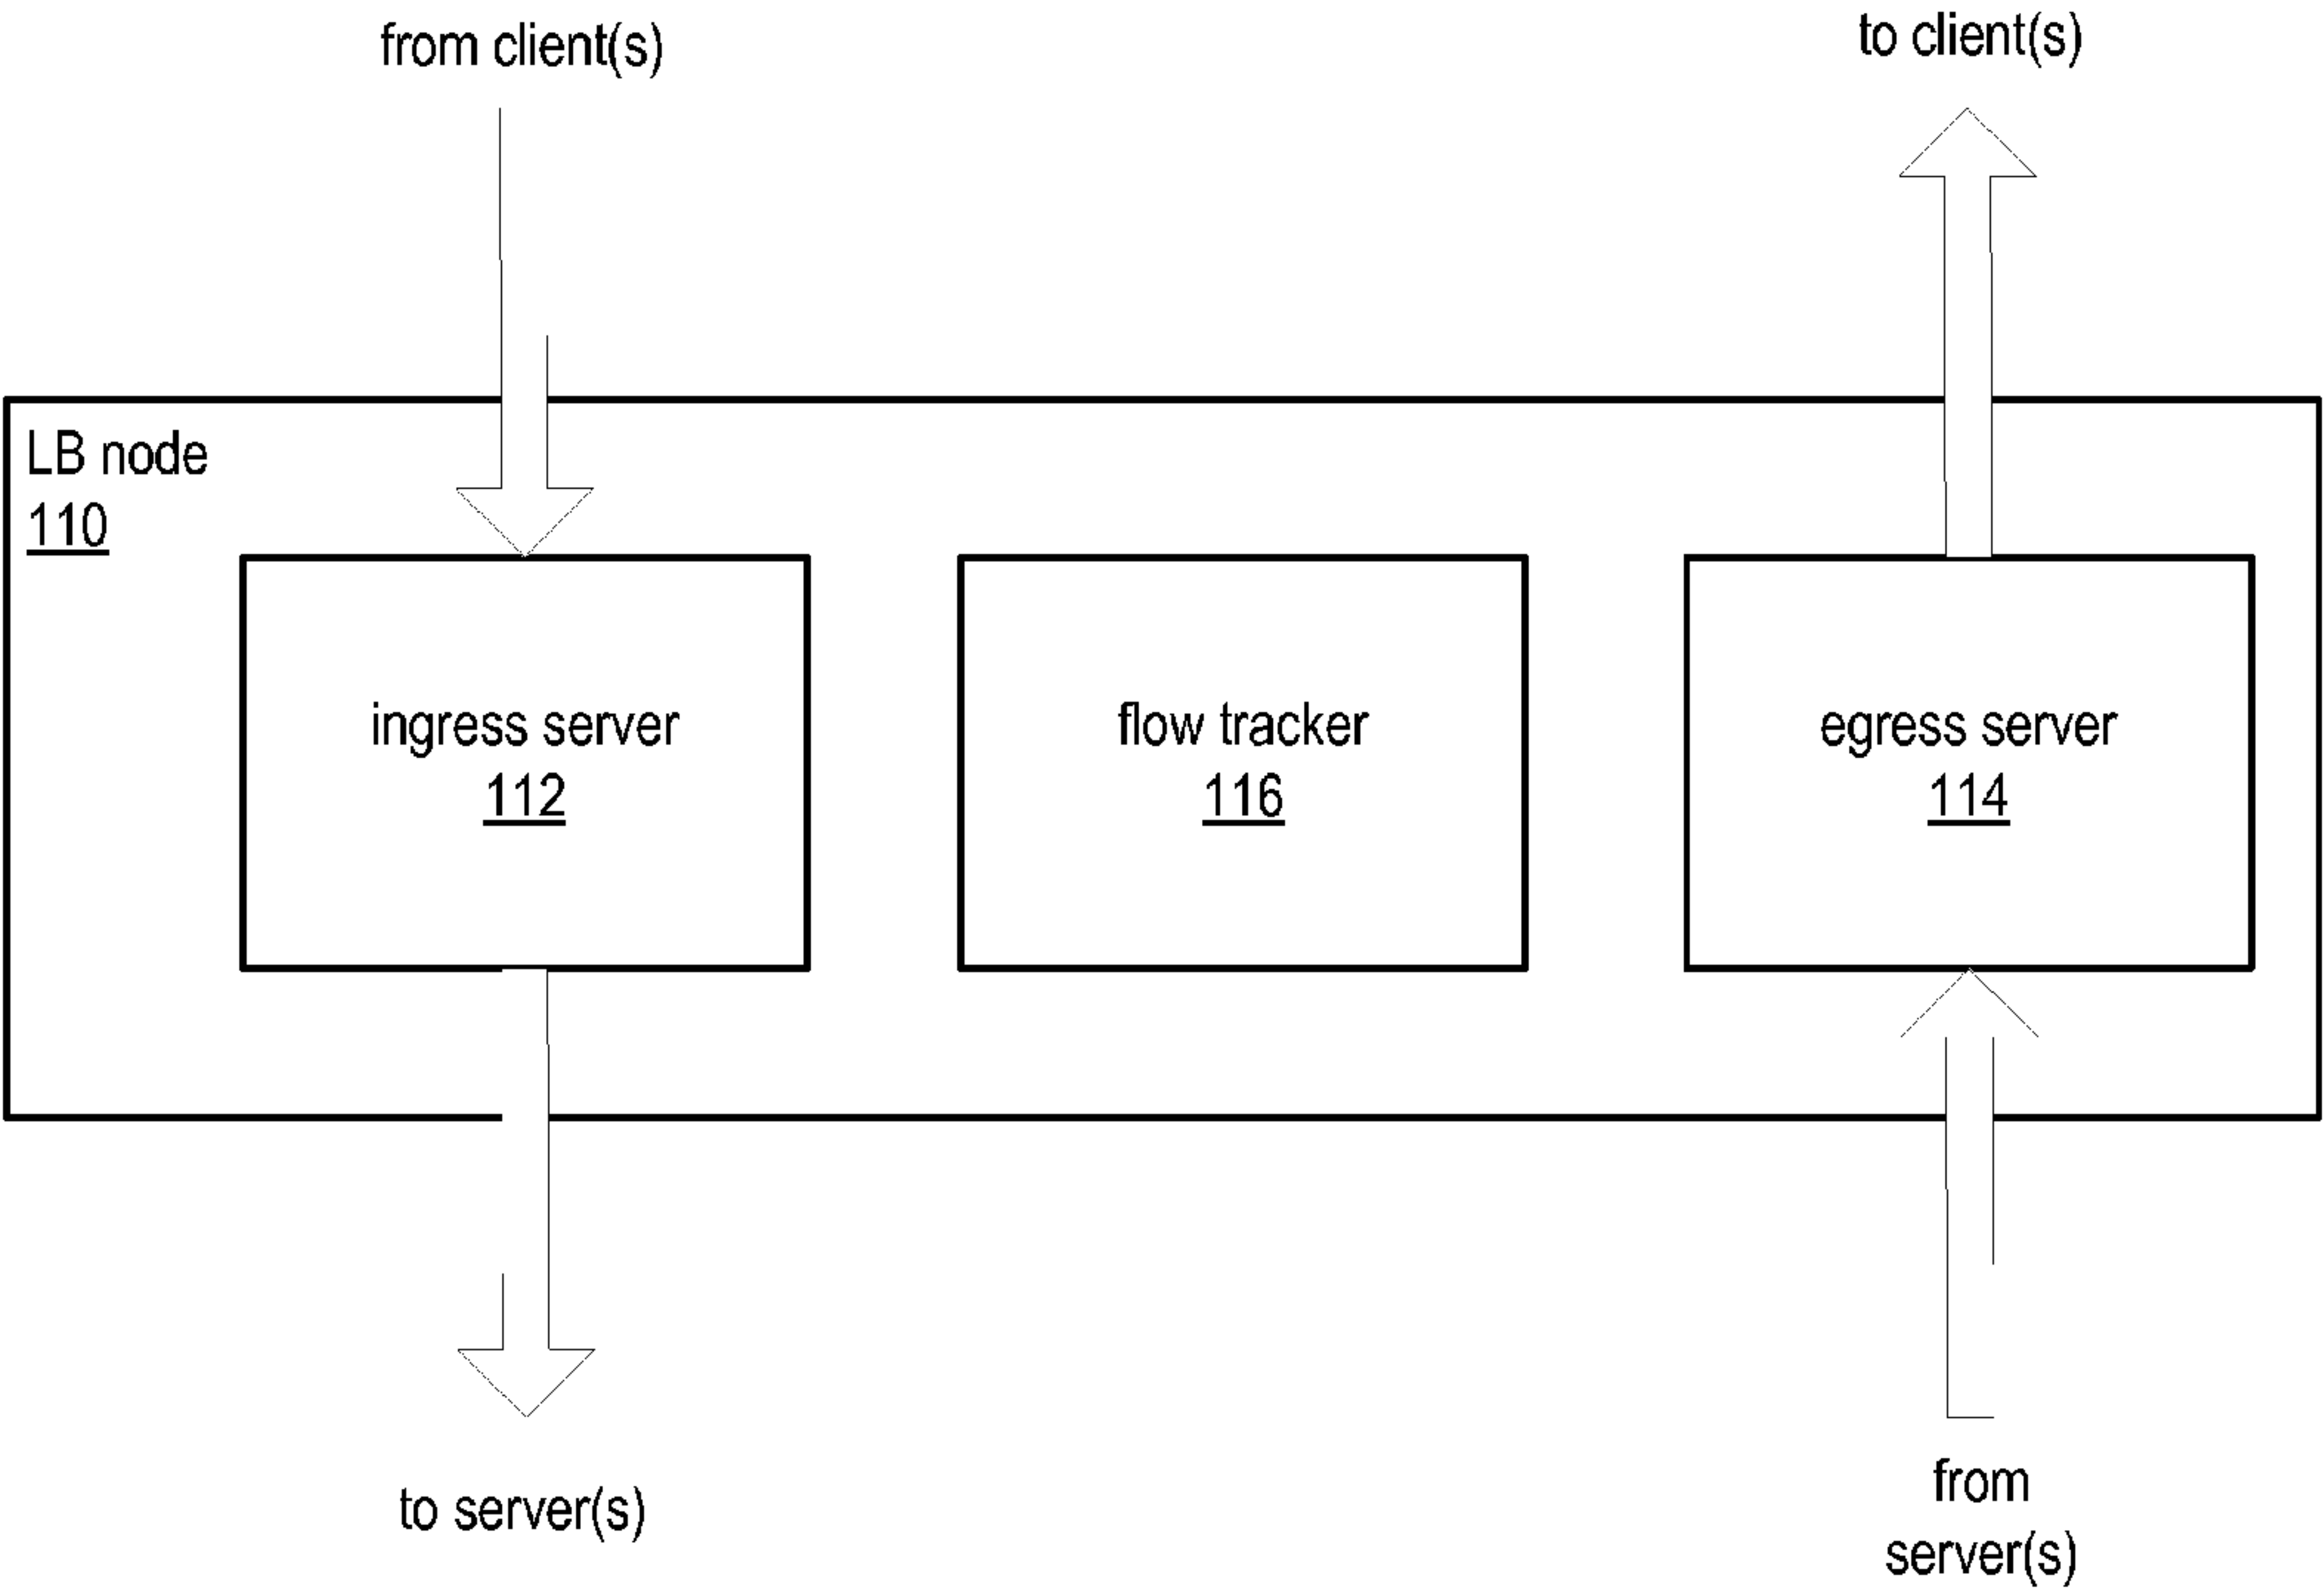 from client(s)
to client(s)
LB node
110
ingress server
112
flow tracker
116
egress server
114
to server(s)
from
server(s)